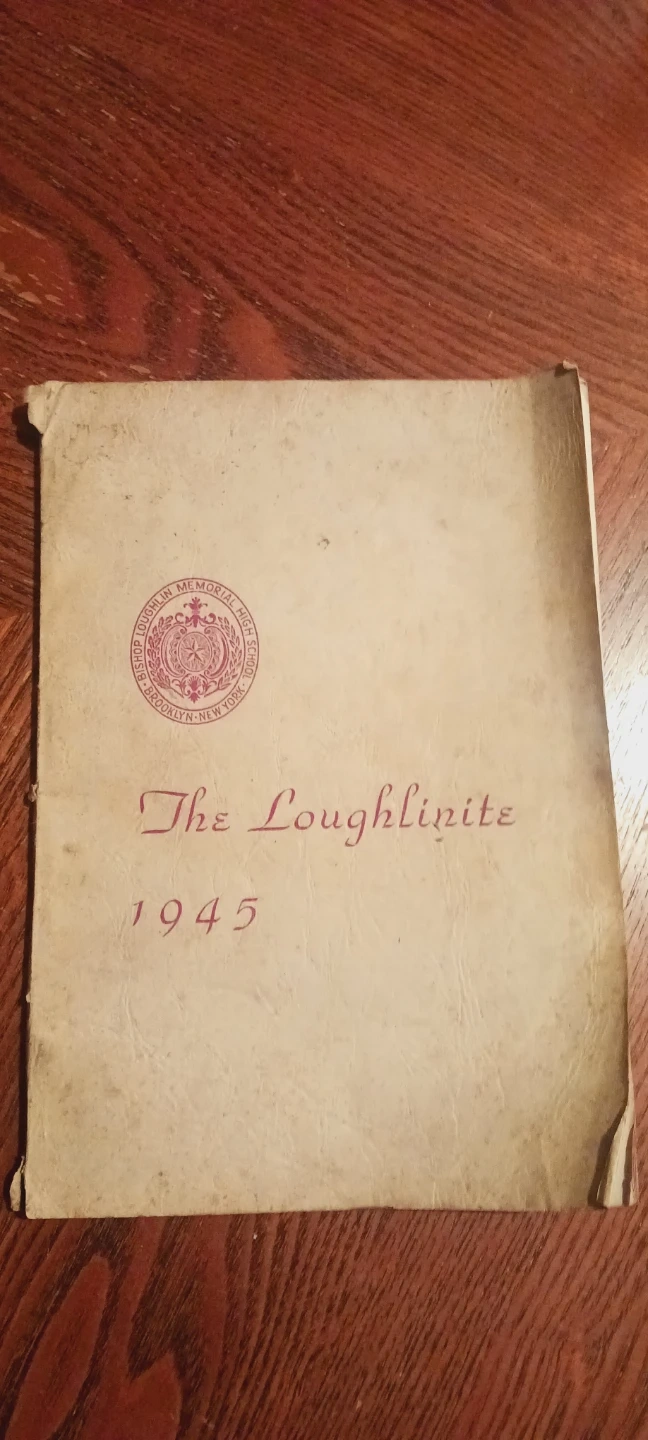 BISHOP LOUGHLIN MEMORIAL HIGH SCHOOL
· BROOKLYN · NEW YORK ·
The Loughlinite
1945